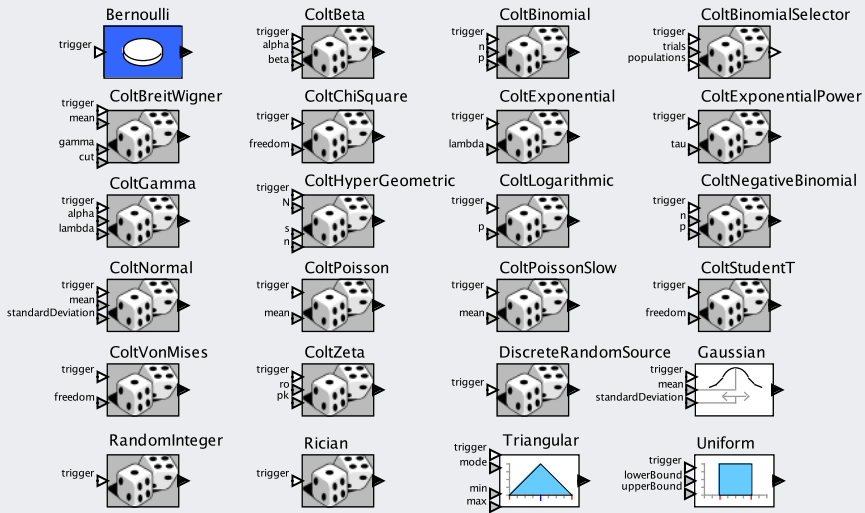 Bernoulli
trigger
ColtBeta
trigger
alpha
beta
ColtBinomial
trigger
n
p
ColtBinomialSelector
trigger
trials
populations
ColtBreitWigner
trigger
mean
gamma
cut
ColtChiSquare
trigger
freedom
ColtExponential
trigger
lambda
ColtExponentialPower
trigger
tau
ColtGamma
trigger
alpha
lambda
ColtHyperGeometric
trigger
N
s
n
ColtLogarithmic
trigger
p
ColtNegativeBinomial
trigger
n
p
ColtNormal
trigger
mean
standardDeviation
ColtPoisson
trigger
mean
ColtPoissonSlow
trigger
mean
ColtStudentT
trigger
freedom
ColtVonMises
trigger
freedom
ColtZeta
trigger
ro
pk
DiscreteRandomSource
trigger
Gaussian
trigger
mean
standardDeviation
RandomInteger
trigger
Rician
trigger
Triangular
trigger
mode
min
max
Uniform
trigger
lowerBound
upperBound